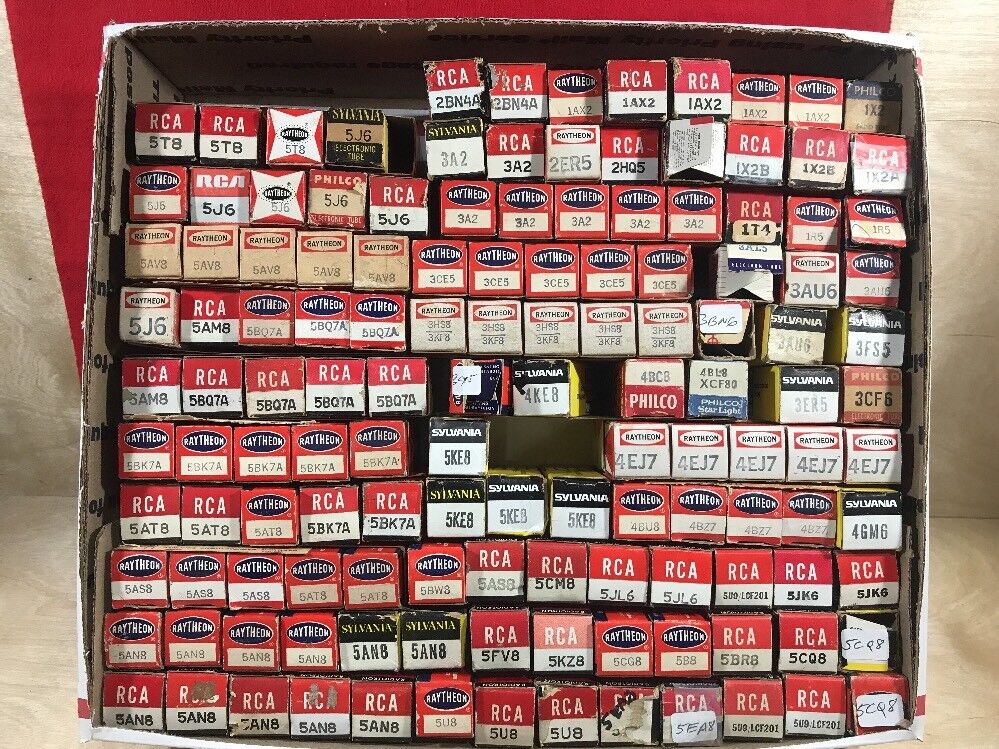 Priority Mail
RCA
2BN4A
RCA
2BN4A
RAYTHEON
1AX2
RCA
1AX2
RCA
1AX2
RAYTHEON
1AX2
RAYTHEON
1AX2
PHILCO
1X2
RCA
5T8
RCA
5T8
RAYTHEON
5T8
SYLVANIA
5J6
ELECTRONIC
TUBE
SYLVANIA
3A2
RCA
3A2
RAYTHEON
2ER5
RCA
2HQ5
RCA
1X2B
RCA
1X2B
RCA
1X2A
RAYTHEON
5J6
RCA
5J6
RAYTHEON
5J6
PHILCO
5J6
ELECTRONIC TUBE
RCA
5J6
RAYTHEON
3A2
RAYTHEON
3A2
RAYTHEON
3A2
RAYTHEON
3A2
RAYTHEON
3A2
RCA
1T4
RAYTHEON
1R5
RAYTHEON
1R5
RAYTHEON
5AV8
RAYTHEON
5AV8
RAYTHEON
5AV8
RAYTHEON
5AV8
RAYTHEON
5AV8
RAYTHEON
3CE5
RAYTHEON
3CE5
RAYTHEON
3CE5
RAYTHEON
3CE5
RAYTHEON
3CE5
3AL5
RAYTHEON
3AU6
RAYTHEON
3AU6
RAYTHEON
5J6
RCA
5AM8
RAYTHEON
5BQ7A
RAYTHEON
5BQ7A
RAYTHEON
5BQ7A
RAYTHEON
3HS8
3KF8
RAYTHEON
3HS8
3KF8
RAYTHEON
3HS8
3KF8
RAYTHEON
3HS8
3KF8
RAYTHEON
3HS8
3KF8
3BN6
SYLVANIA
3AU6
SYLVANIA
3FS5
RCA
5AM8
RCA
5BQ7A
RCA
5BQ7A
RCA
5BQ7A
RCA
5BQ7A
SYLVANIA
4KE8
4BC8
PHILCO
4BL8
XCF80
PHILCO
Star Light
SYLVANIA
3ER5
PHILCO
3CF6
ELECTRONIC TUBE
RAYTHEON
5BK7A
RAYTHEON
5BK7A
RAYTHEON
5BK7A
RAYTHEON
5BK7A
RAYTHEON
5BK7A
SYLVANIA
5KE8
RAYTHEON
4EJ7
RAYTHEON
4EJ7
RAYTHEON
4EJ7
RAYTHEON
4EJ7
RAYTHEON
4EJ7
RCA
5AT8
RCA
5AT8
RAYTHEON
5AT8
RCA
5BK7A
RCA
5BK7A
SYLVANIA
5KE8
SYLVANIA
5KE8
SYLVANIA
5KE8
RAYTHEON
4BU8
RAYTHEON
4BZ7
RAYTHEON
4BZ7
RAYTHEON
4BZ7
SYLVANIA
4GM6
RAYTHEON
5AS8
RAYTHEON
5AS8
RAYTHEON
5AS8
RAYTHEON
5AT8
RAYTHEON
5AT8
RAYTHEON
5BW8
RCA
5AS8
RCA
5CM8
RCA
5JL6
RCA
5JL6
RCA
5U9/LCF201
RCA
5JK6
RCA
5JK6
RAYTHEON
5AN8
RAYTHEON
5AN8
RAYTHEON
5AN8
RAYTHEON
5AN8
SYLVANIA
5AN8
SYLVANIA
5AN8
RCA
5FV8
RCA
5KZ8
RAYTHEON
5CG8
RAYTHEON
5B8
RCA
5BR8
RCA
5CQ8
5CQ8
RCA
5AN8
RCA
5AN8
RCA
5AN8
RCA
5AN8
RCA
5AN8
RAYTHEON
5U8
RCA
5U8
RCA
5U8
5EA8
RCA
5EA8
RCA
5U9/LCF201
RCA
5U9/LCF201
5CQ8